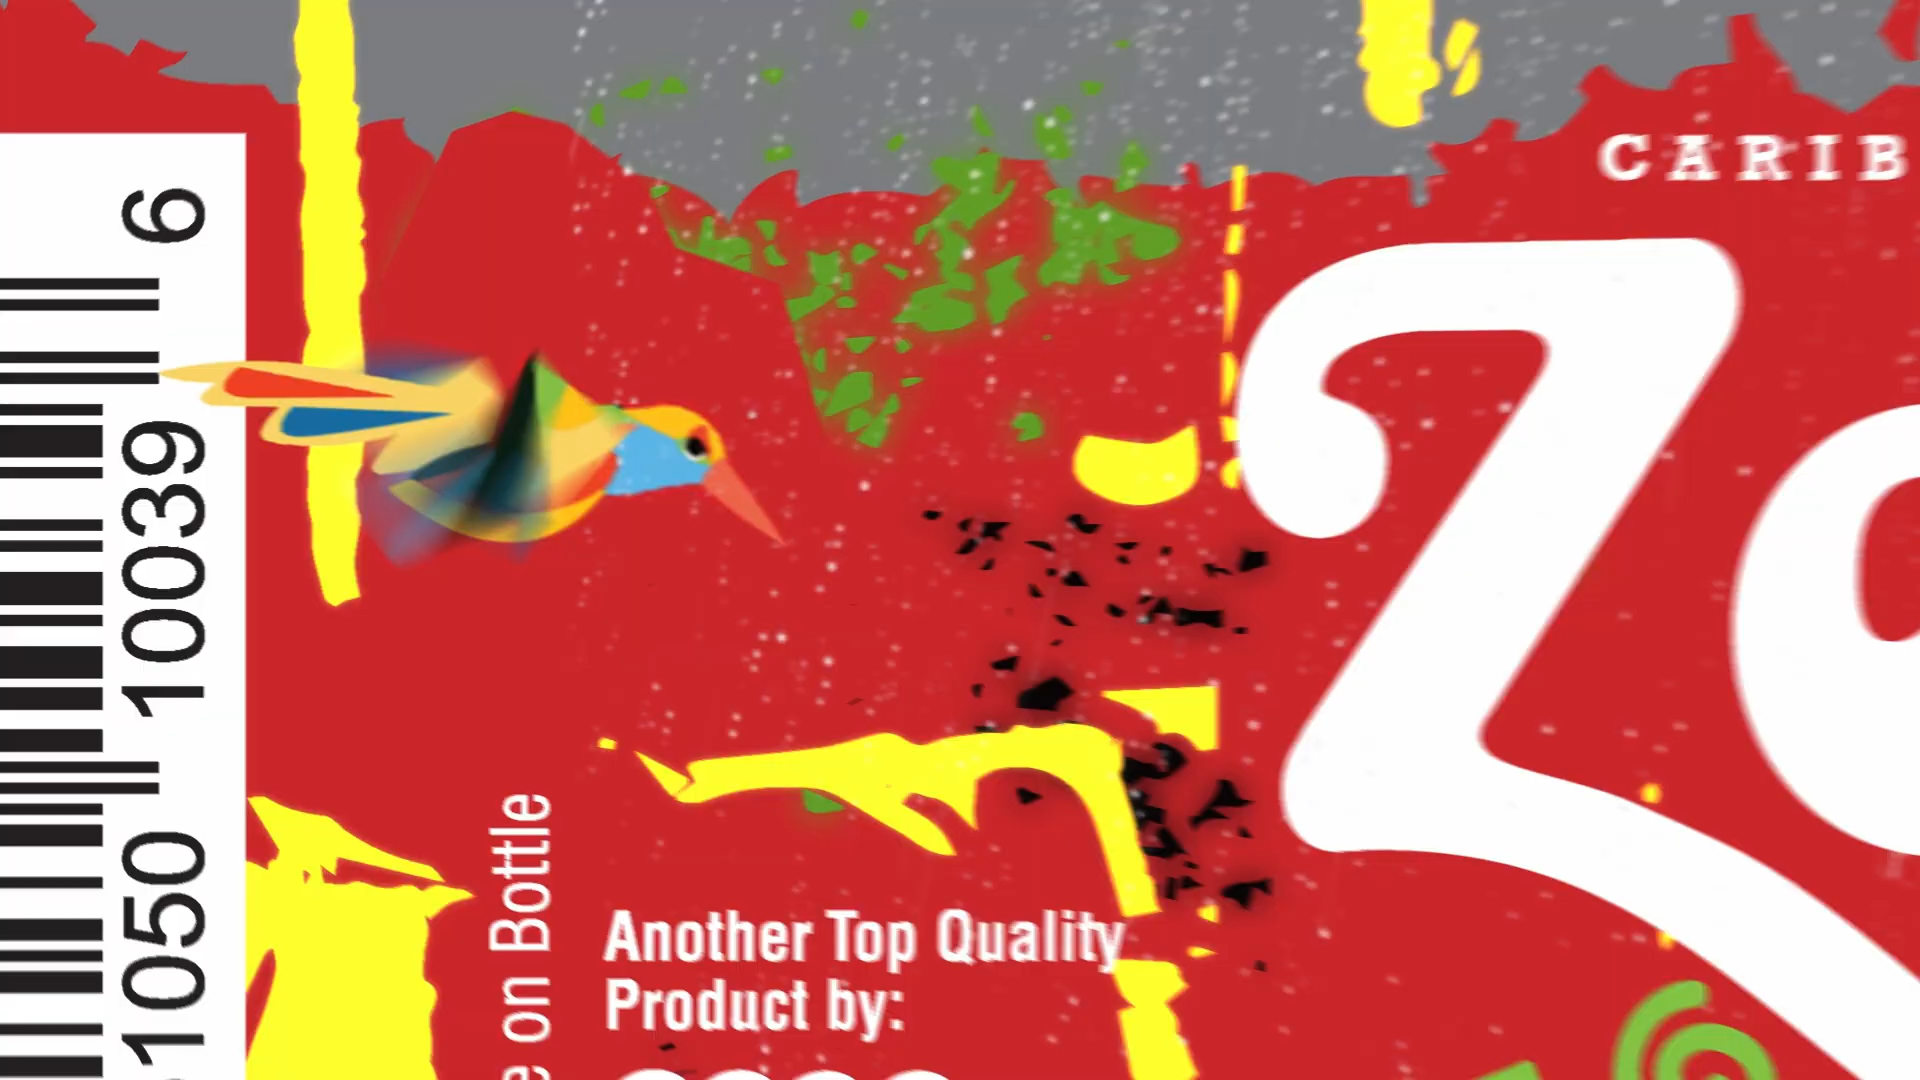 6
10039
1050
e on Bottle
Another Top Quality
Product by:
CARIB